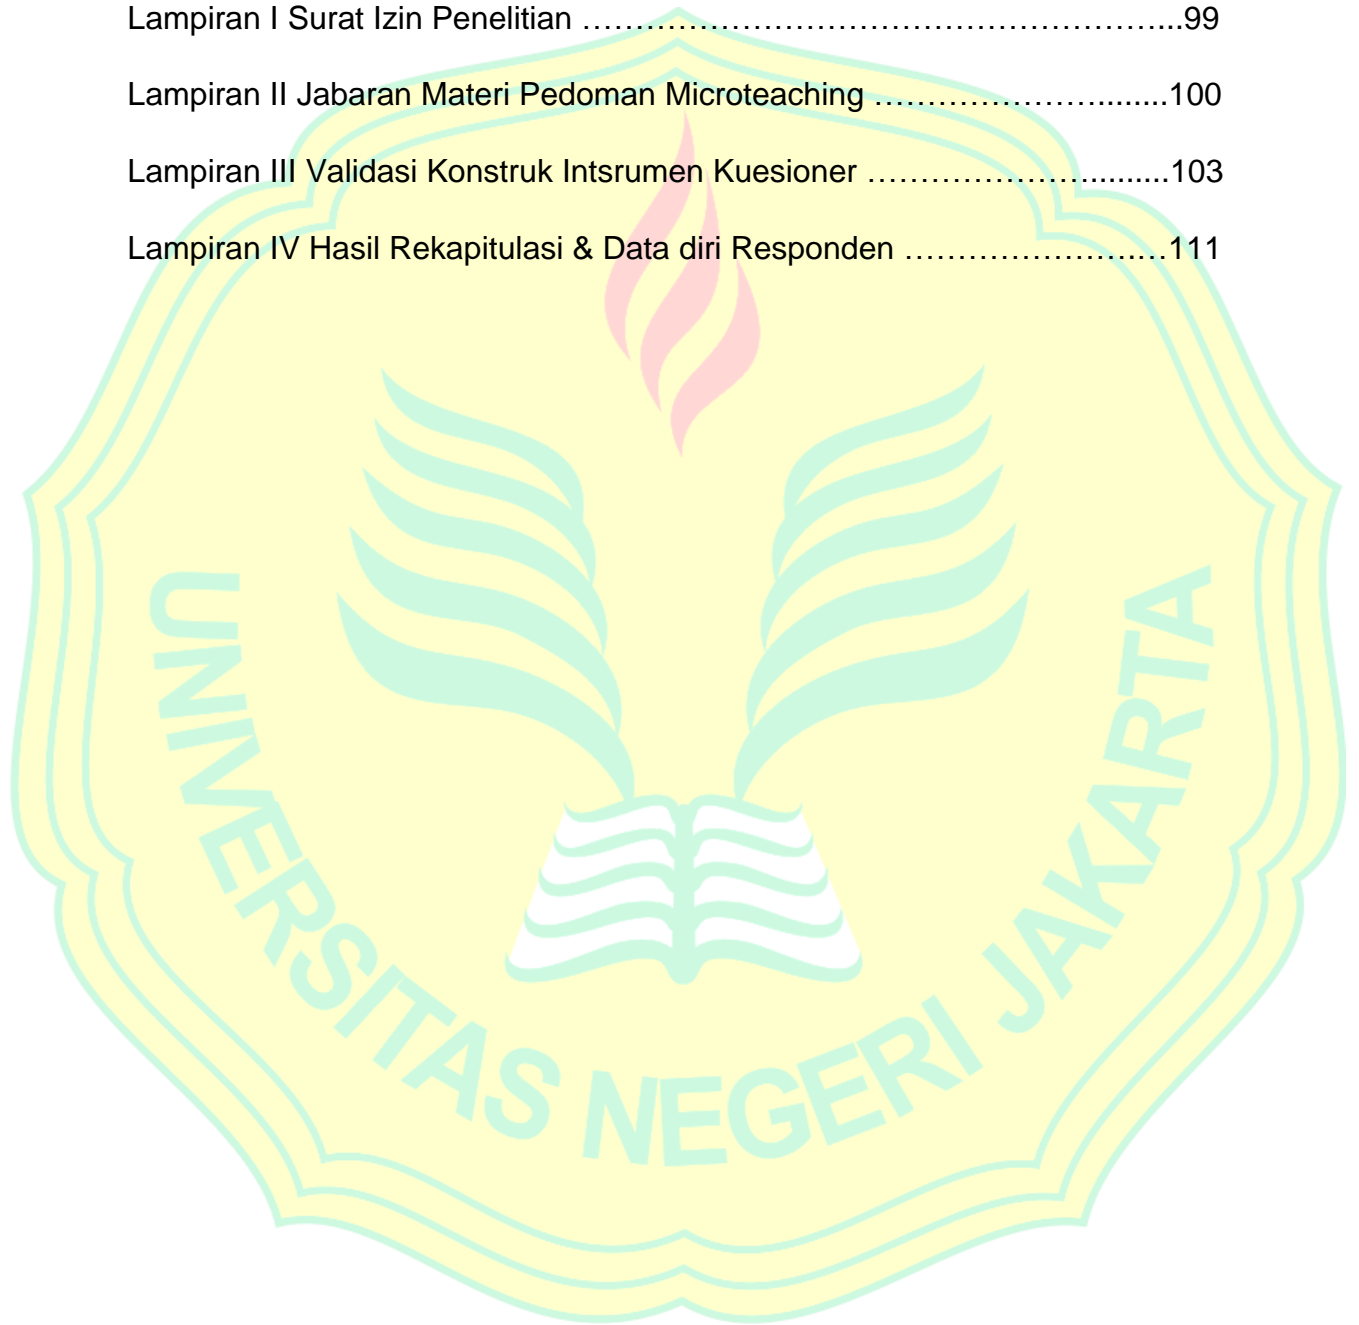 Lampiran I Surat Izin Penelitian …………………………………………………...99
Lampiran II Jabaran Materi Pedoman Microteaching ………………….........100
Lampiran III Validasi Konstruk Intsrumen Kuesioner …………………..........103
Lampiran IV Hasil Rekapitulasi & Data diri Responden ………………….…111
UNIVERSITAS NEGERI JAKARTA